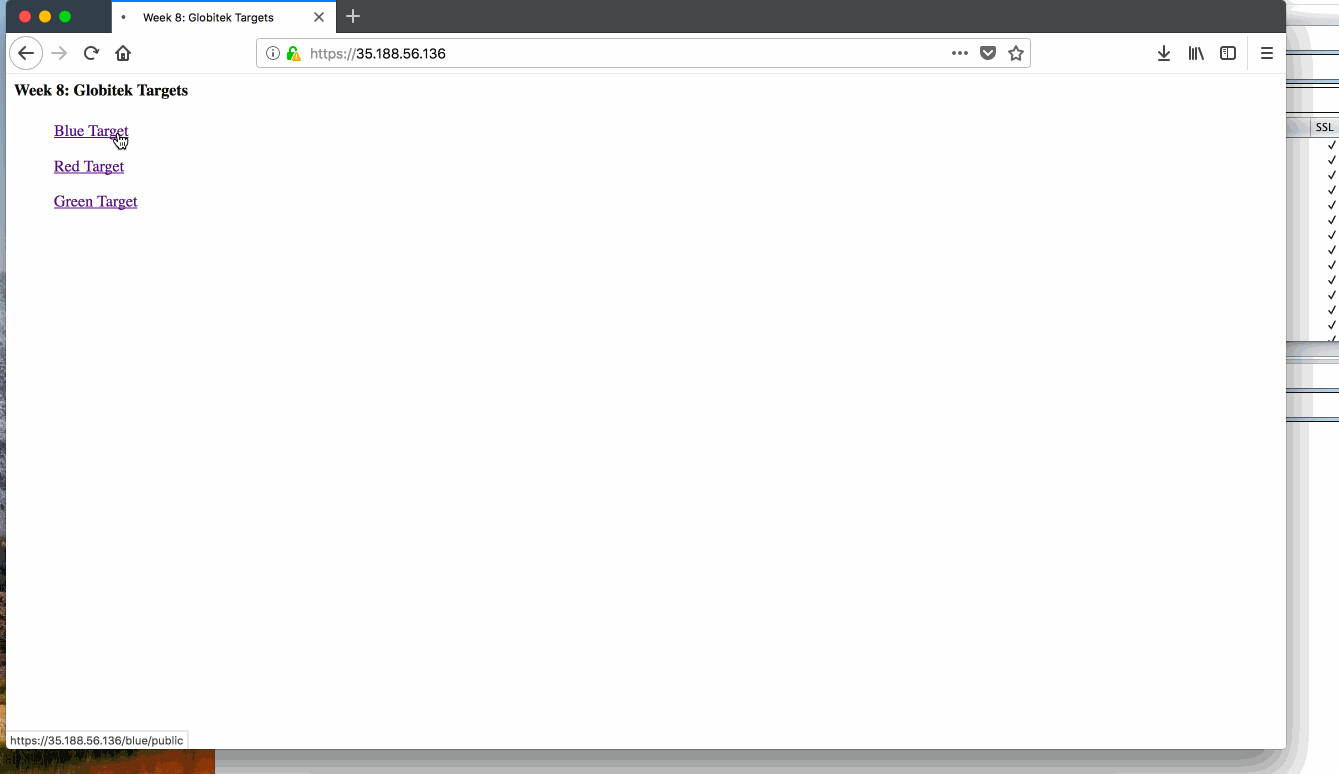 Week 8: Globitek Targets
https://35.188.56.136
Week 8: Globitek Targets
Blue Target
Red Target
Green Target
SSL
https://35.188.56.136/blue/public